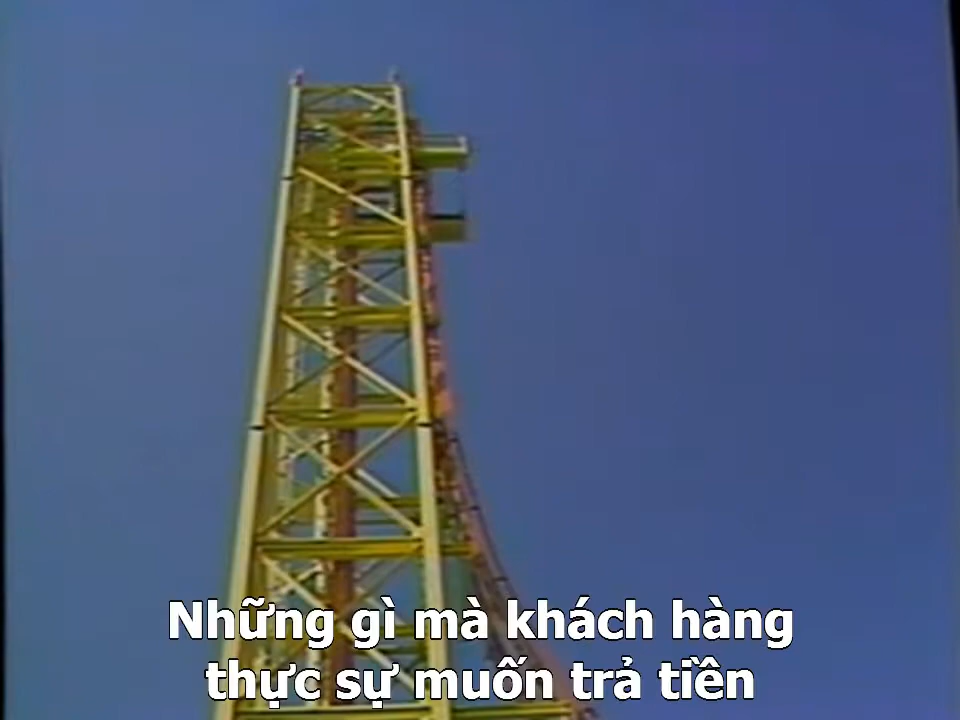 Những gì mà khách hàng
thực sự muốn trả tiền